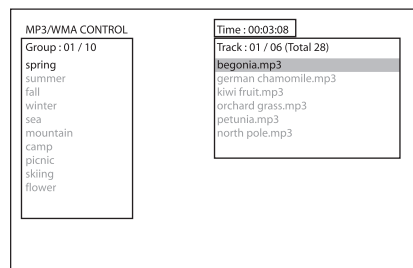 MP3/WMA CONTROL
Group : 01 / 10
spring
summer
fall
winter
sea
mountain
camp
picnic
skiing
flower
Time : 00:03:08
Track : 01 / 06 (Total 28)
begonia.mp3
german chamomile.mp3
kiwi fruit.mp3
orchard grass.mp3
petunia.mp3
north pole.mp3